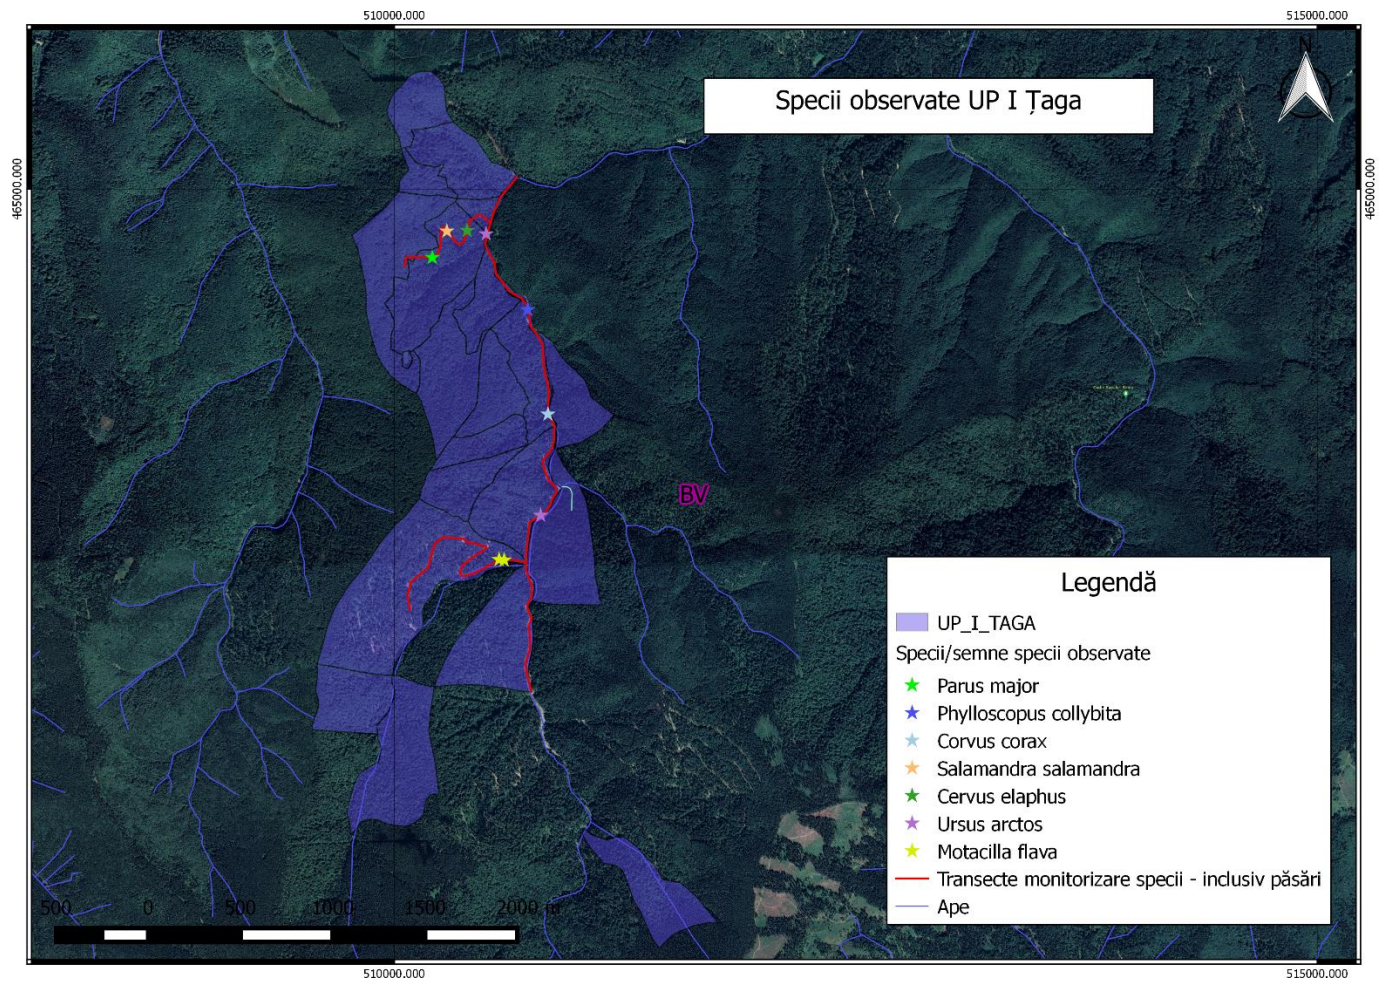 510000.000
515000.000
N
Specii observate UP I Țaga
465000.000
465000.000
BV
Legendă
UP_I_TAGA
Specii/semne specii observate
Parus major
Phylloscopus collybita
Corvus corax
Salamandra salamandra
Cervus elaphus
Ursus arctos
Motacilla flava
Transecte monitorizare specii - inclusiv păsări
Ape
500 0 500 1000 1500 2000 m
510000.000
515000.000